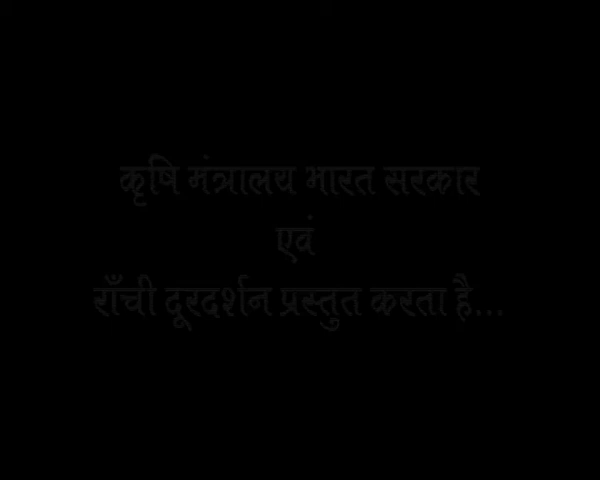 कृषि मंत्रालय भारत सरकार
एवं
राँची दूरदर्शन प्रस्तुत करता है...